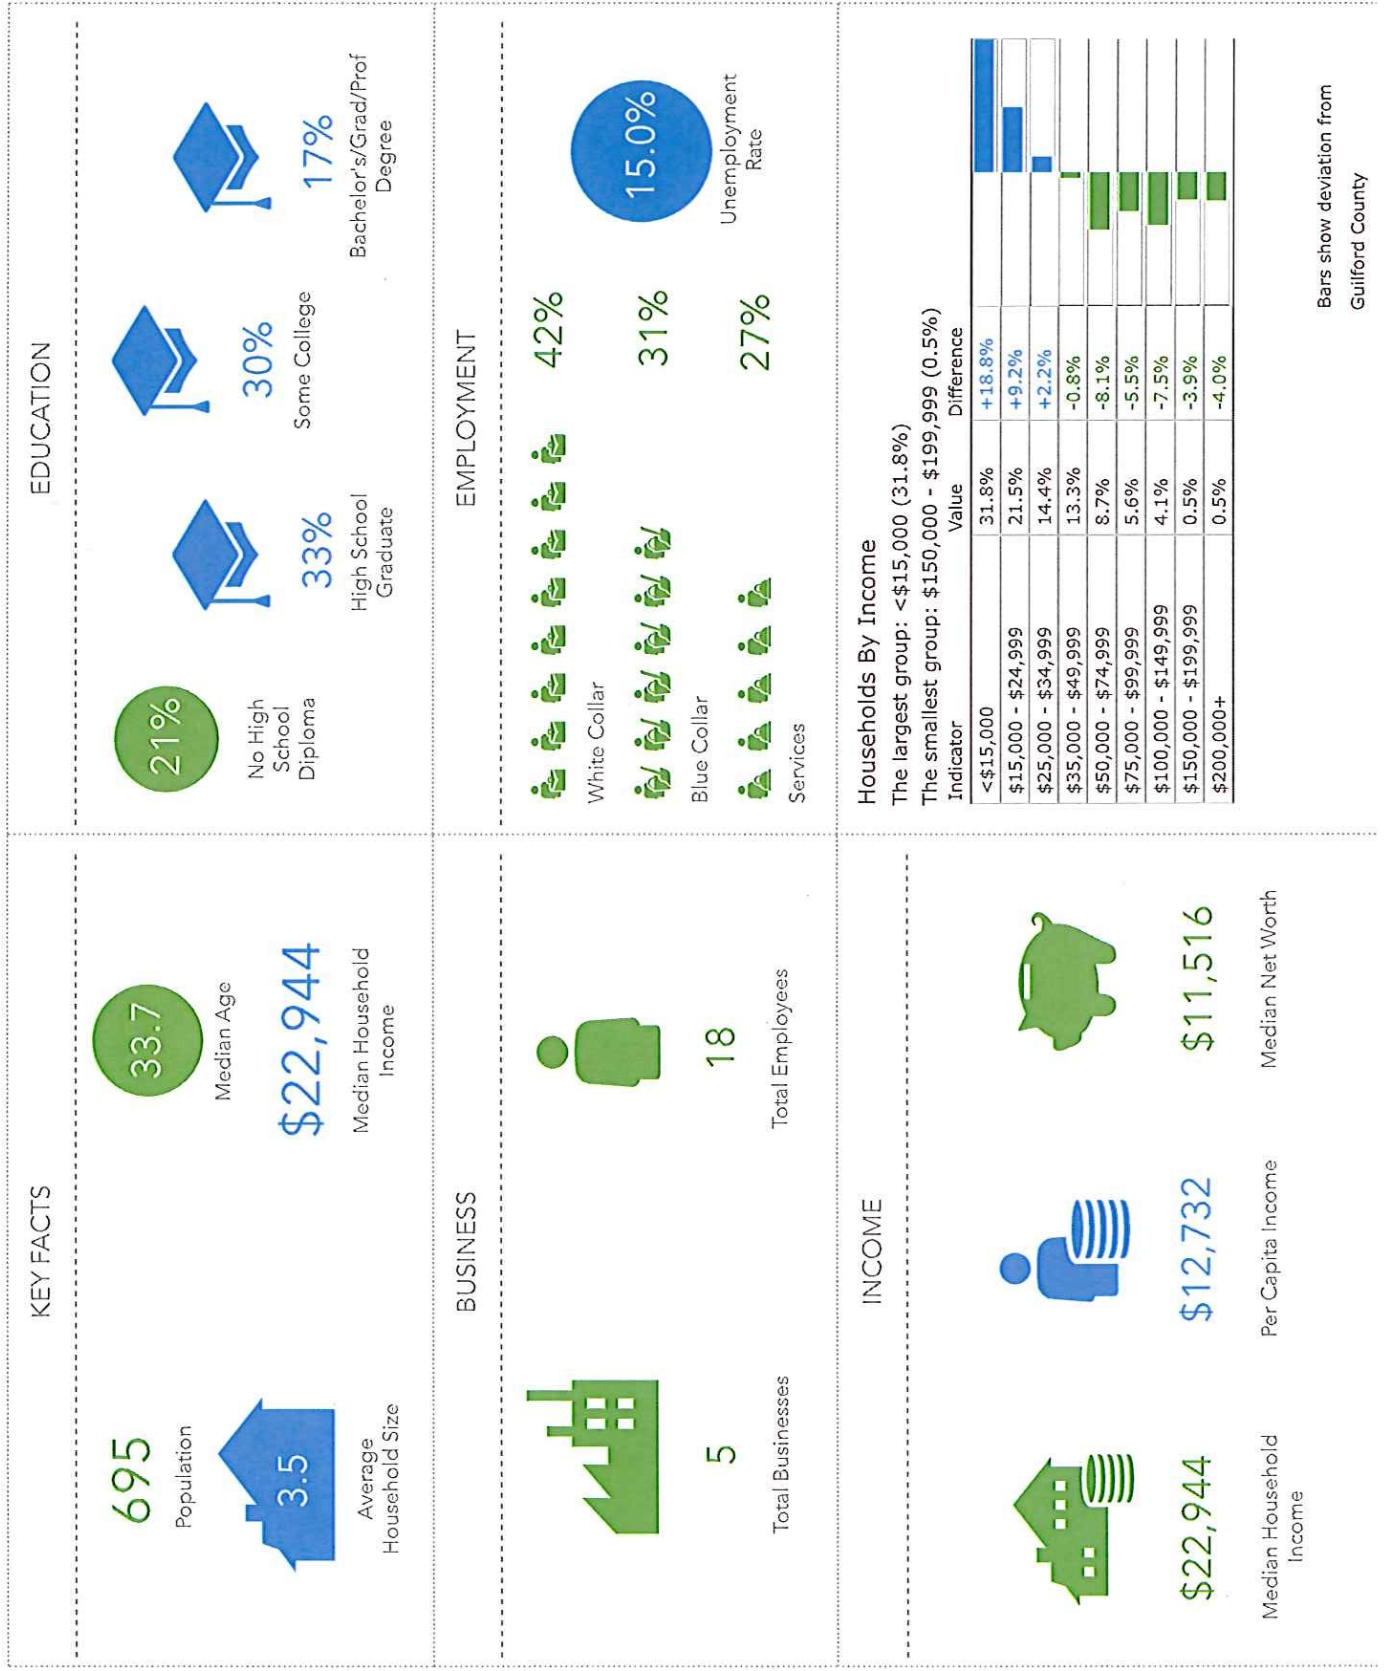 KEY FACTS
695
Population
3.5
Average
Household Size
33.7
Median Age
$22,944
Median Household
Income
EDUCATION
21%
No High
School
Diploma
33%
High School
Graduate
30%
Some College
17%
Bachelor's/Grad/Prof
Degree
BUSINESS
5
Total Businesses
18
Total Employees
EMPLOYMENT
White Collar
42%
Blue Collar
31%
Services
27%
15.0%
Unemployment
Rate
INCOME
$22,944
Median Household
Income
$12,732
Per Capita Income
$11,516
Median Net Worth
Households By Income
The largest group: <$15,000 (31.8%)
The smallest group: $150,000 - $199,999 (0.5%)
Indicator Value Difference
<$15,000 31.8% +18.8%
$15,000 - $24,999 21.5% +9.2%
$25,000 - $34,999 14.4% +2.2%
$35,000 - $49,999 13.3% -0.8%
$50,000 - $74,999 8.7% -8.1%
$75,000 - $99,999 5.6% -5.5%
$100,000 - $149,999 4.1% -7.5%
$150,000 - $199,999 0.5% -3.9%
$200,000+ 0.5% -4.0%
Bars show deviation from
Guilford County